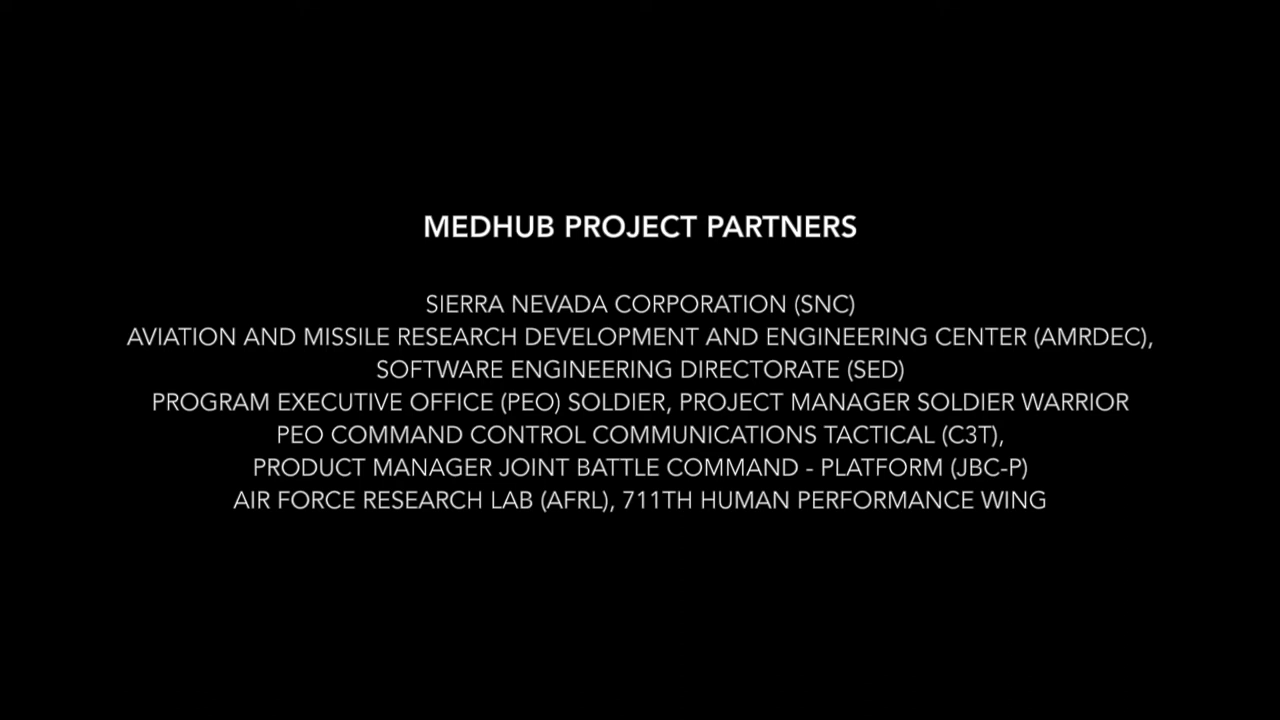 MEDHUB PROJECT PARTNERS
SIERRA NEVADA CORPORATION (SNC)
AVIATION AND MISSILE RESEARCH DEVELOPMENT AND ENGINEERING CENTER (AMRDEC),
SOFTWARE ENGINEERING DIRECTORATE (SED)
PROGRAM EXECUTIVE OFFICE (PEO) SOLDIER, PROJECT MANAGER SOLDIER WARRIOR
PEO COMMAND CONTROL COMMUNICATIONS TACTICAL (C3T),
PRODUCT MANAGER JOINT BATTLE COMMAND - PLATFORM (JBC-P)
AIR FORCE RESEARCH LAB (AFRL), 711TH HUMAN PERFORMANCE WING